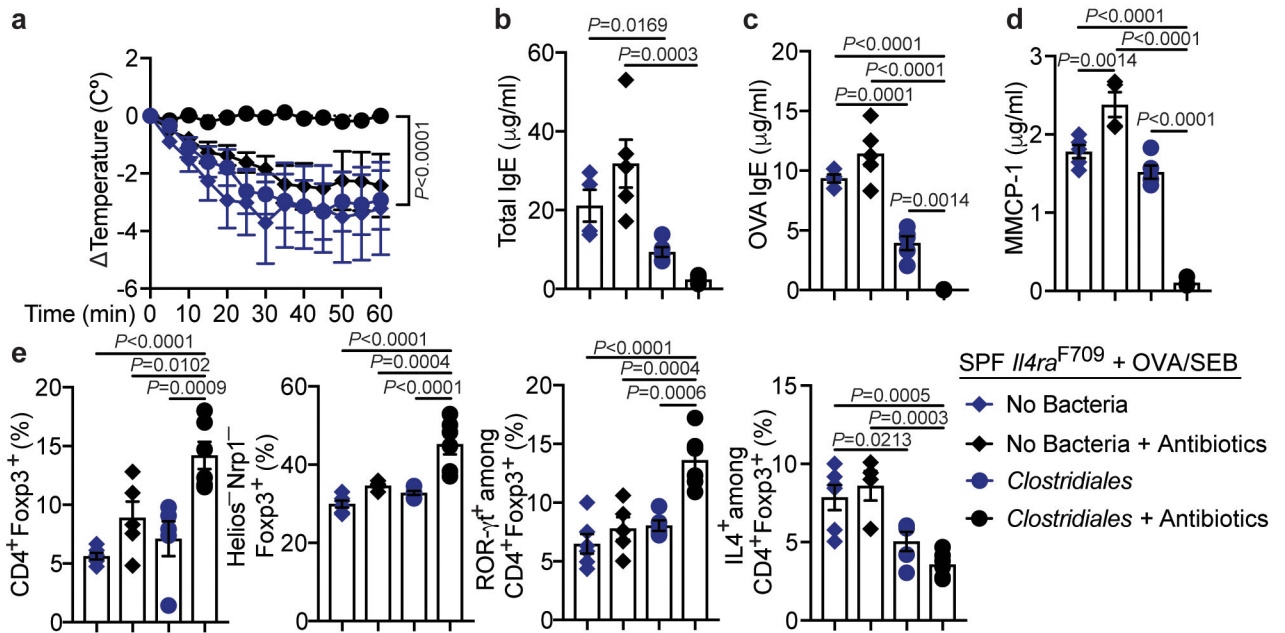 a
ΔTemperature (Cº)
2
0
-2
-4
-6
Time (min)
0 10 20 30 40 50 60
P<0.0001
b
Total IgE (µg/ml)
60
40
20
0
P=0.0169
P=0.0003
c
OVA IgE (µg/ml)
20
15
10
5
0
P<0.0001
P<0.0001
P=0.0001
P=0.0014
d
MMCP-1 (µg/ml)
3
2
1
0
P<0.0001
P<0.0001
P=0.0014
P<0.0001
e
CD4+Foxp3+ (%)
20
15
10
5
0
P<0.0001
P=0.0102
P=0.0009
Helios–Nrp1–
Foxp3+ (%)
60
40
20
0
P<0.0001
P=0.0004
P<0.0001
ROR-γt+ among
CD4+Foxp3+ (%)
20
15
10
5
0
P<0.0001
P=0.0004
P=0.0006
IL4+ among
CD4+Foxp3+ (%)
15
10
5
0
P=0.0005
P=0.0003
P=0.0213
SPF Il4raF709 + OVA/SEB
No Bacteria
No Bacteria + Antibiotics
Clostridiales
Clostridiales + Antibiotics